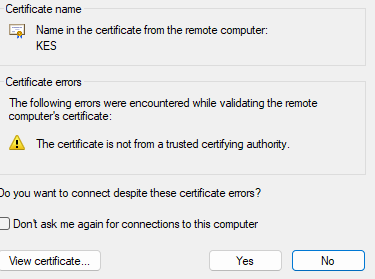 Certificate name
Name in the certificate from the remote computer:
KES
Certificate errors
The following errors were encountered while validating the remote
computer's certificate:
The certificate is not from a trusted certifying authority.
Do you want to connect despite these certificate errors?
Don't ask me again for connections to this computer
View certificate... Yes No